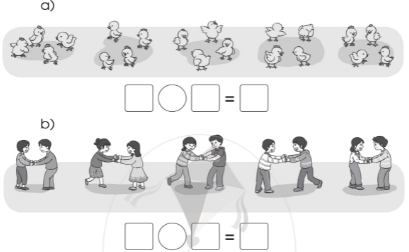 a)
=
b)
=